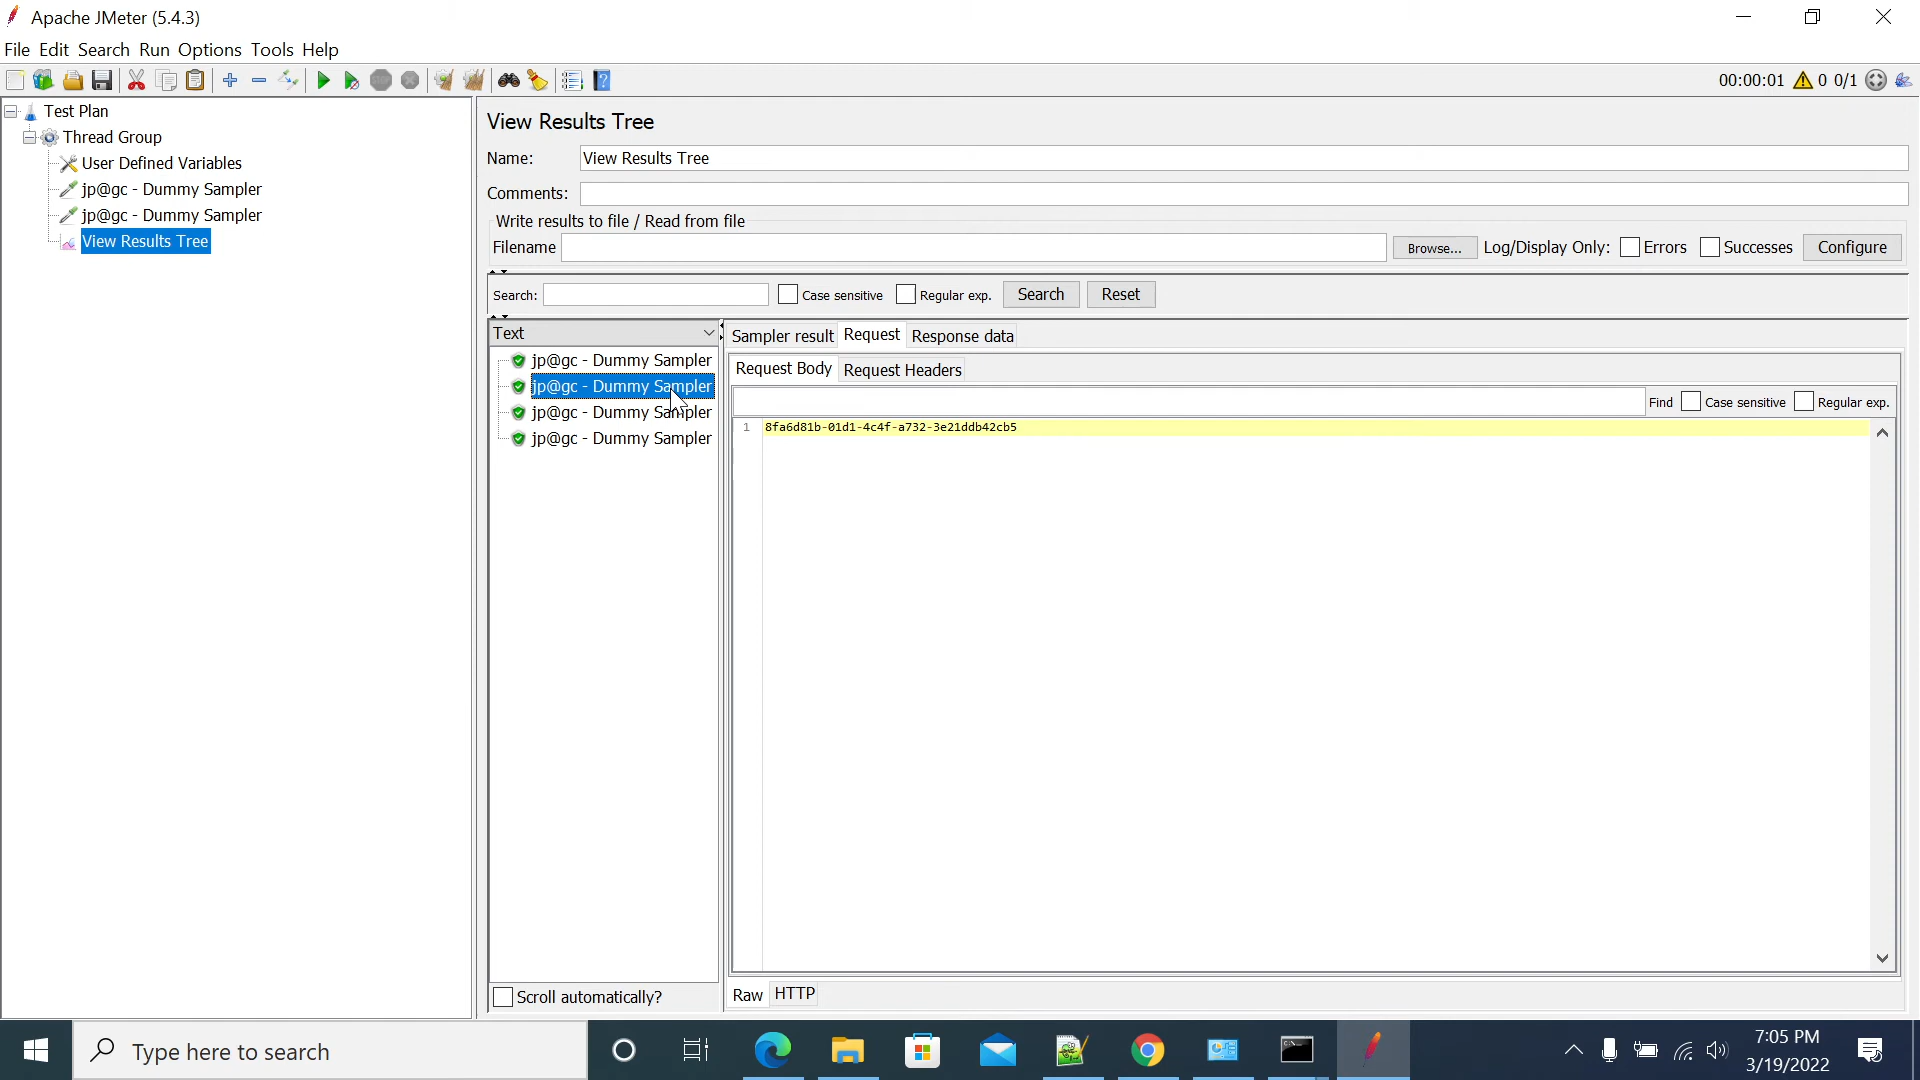 Apache JMeter (5.4.3)
File Edit Search Run Options Tools Help
00:00:01 0 0/1
Test Plan
Thread Group
User Defined Variables
jp@gc - Dummy Sampler
jp@gc - Dummy Sampler
View Results Tree
View Results Tree
Name: View Results Tree
Comments:
Write results to file / Read from file
Filename Browse... Log/Display Only: Errors Successes Configure
Search: Case sensitive Regular exp. Search Reset
Text
jp@gc - Dummy Sampler
jp@gc - Dummy Sampler
jp@gc - Dummy Sampler
jp@gc - Dummy Sampler
Scroll automatically?
Sampler result Request Response data
Request Body Request Headers
Find Case sensitive Regular exp.
1 8fa6d81b-01d1-4c4f-a732-3e21ddb42cb5
Raw HTTP
Type here to search
7:05 PM
3/19/2022